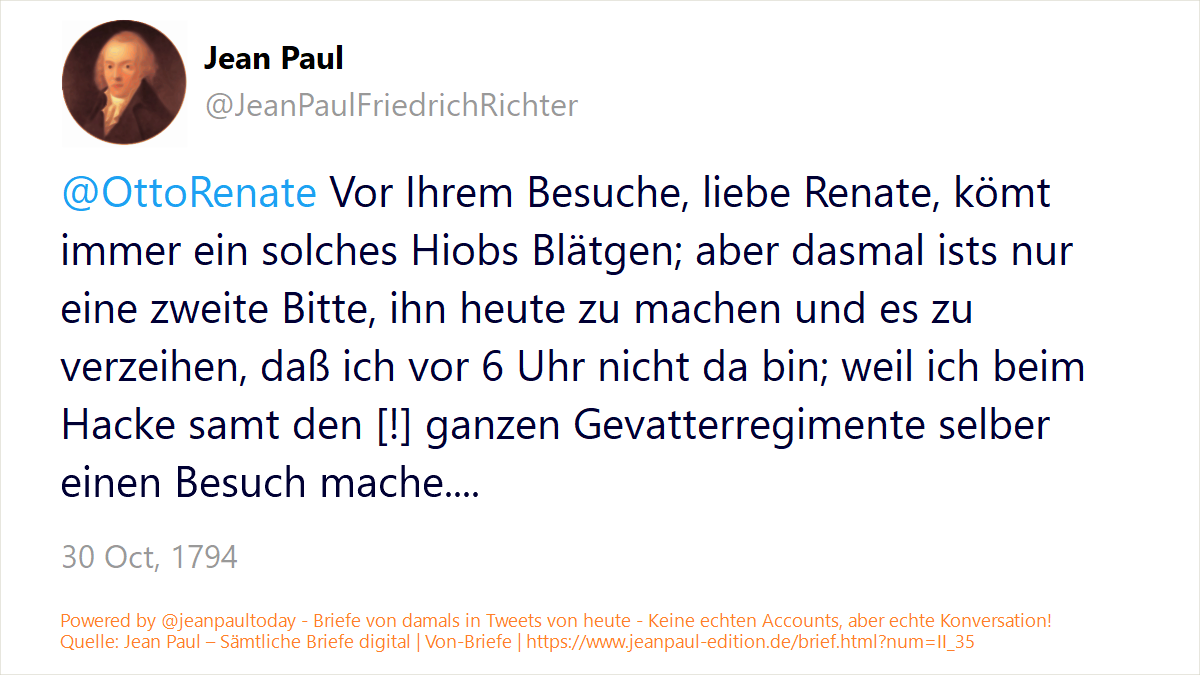 Jean Paul
@JeanPaulFriedrichRichter
@OttoRenate Vor Ihrem Besuche, liebe Renate, kömt
immer ein solches Hiobs Blätgen; aber dasmal ists nur
eine zweite Bitte, ihn heute zu machen und es zu
verzeihen, daß ich vor 6 Uhr nicht da bin; weil ich beim
Hacke samt den [!] ganzen Gevatterregimente selber
einen Besuch mache....
30 Oct, 1794
Powered by @jeanpaultoday - Briefe von damals in Tweets von heute - Keine echten Accounts, aber echte Konversation!
Quelle: Jean Paul – Sämtliche Briefe digital | Von-Briefe | https://www.jeanpaul-edition.de/brief.html?num=II_35